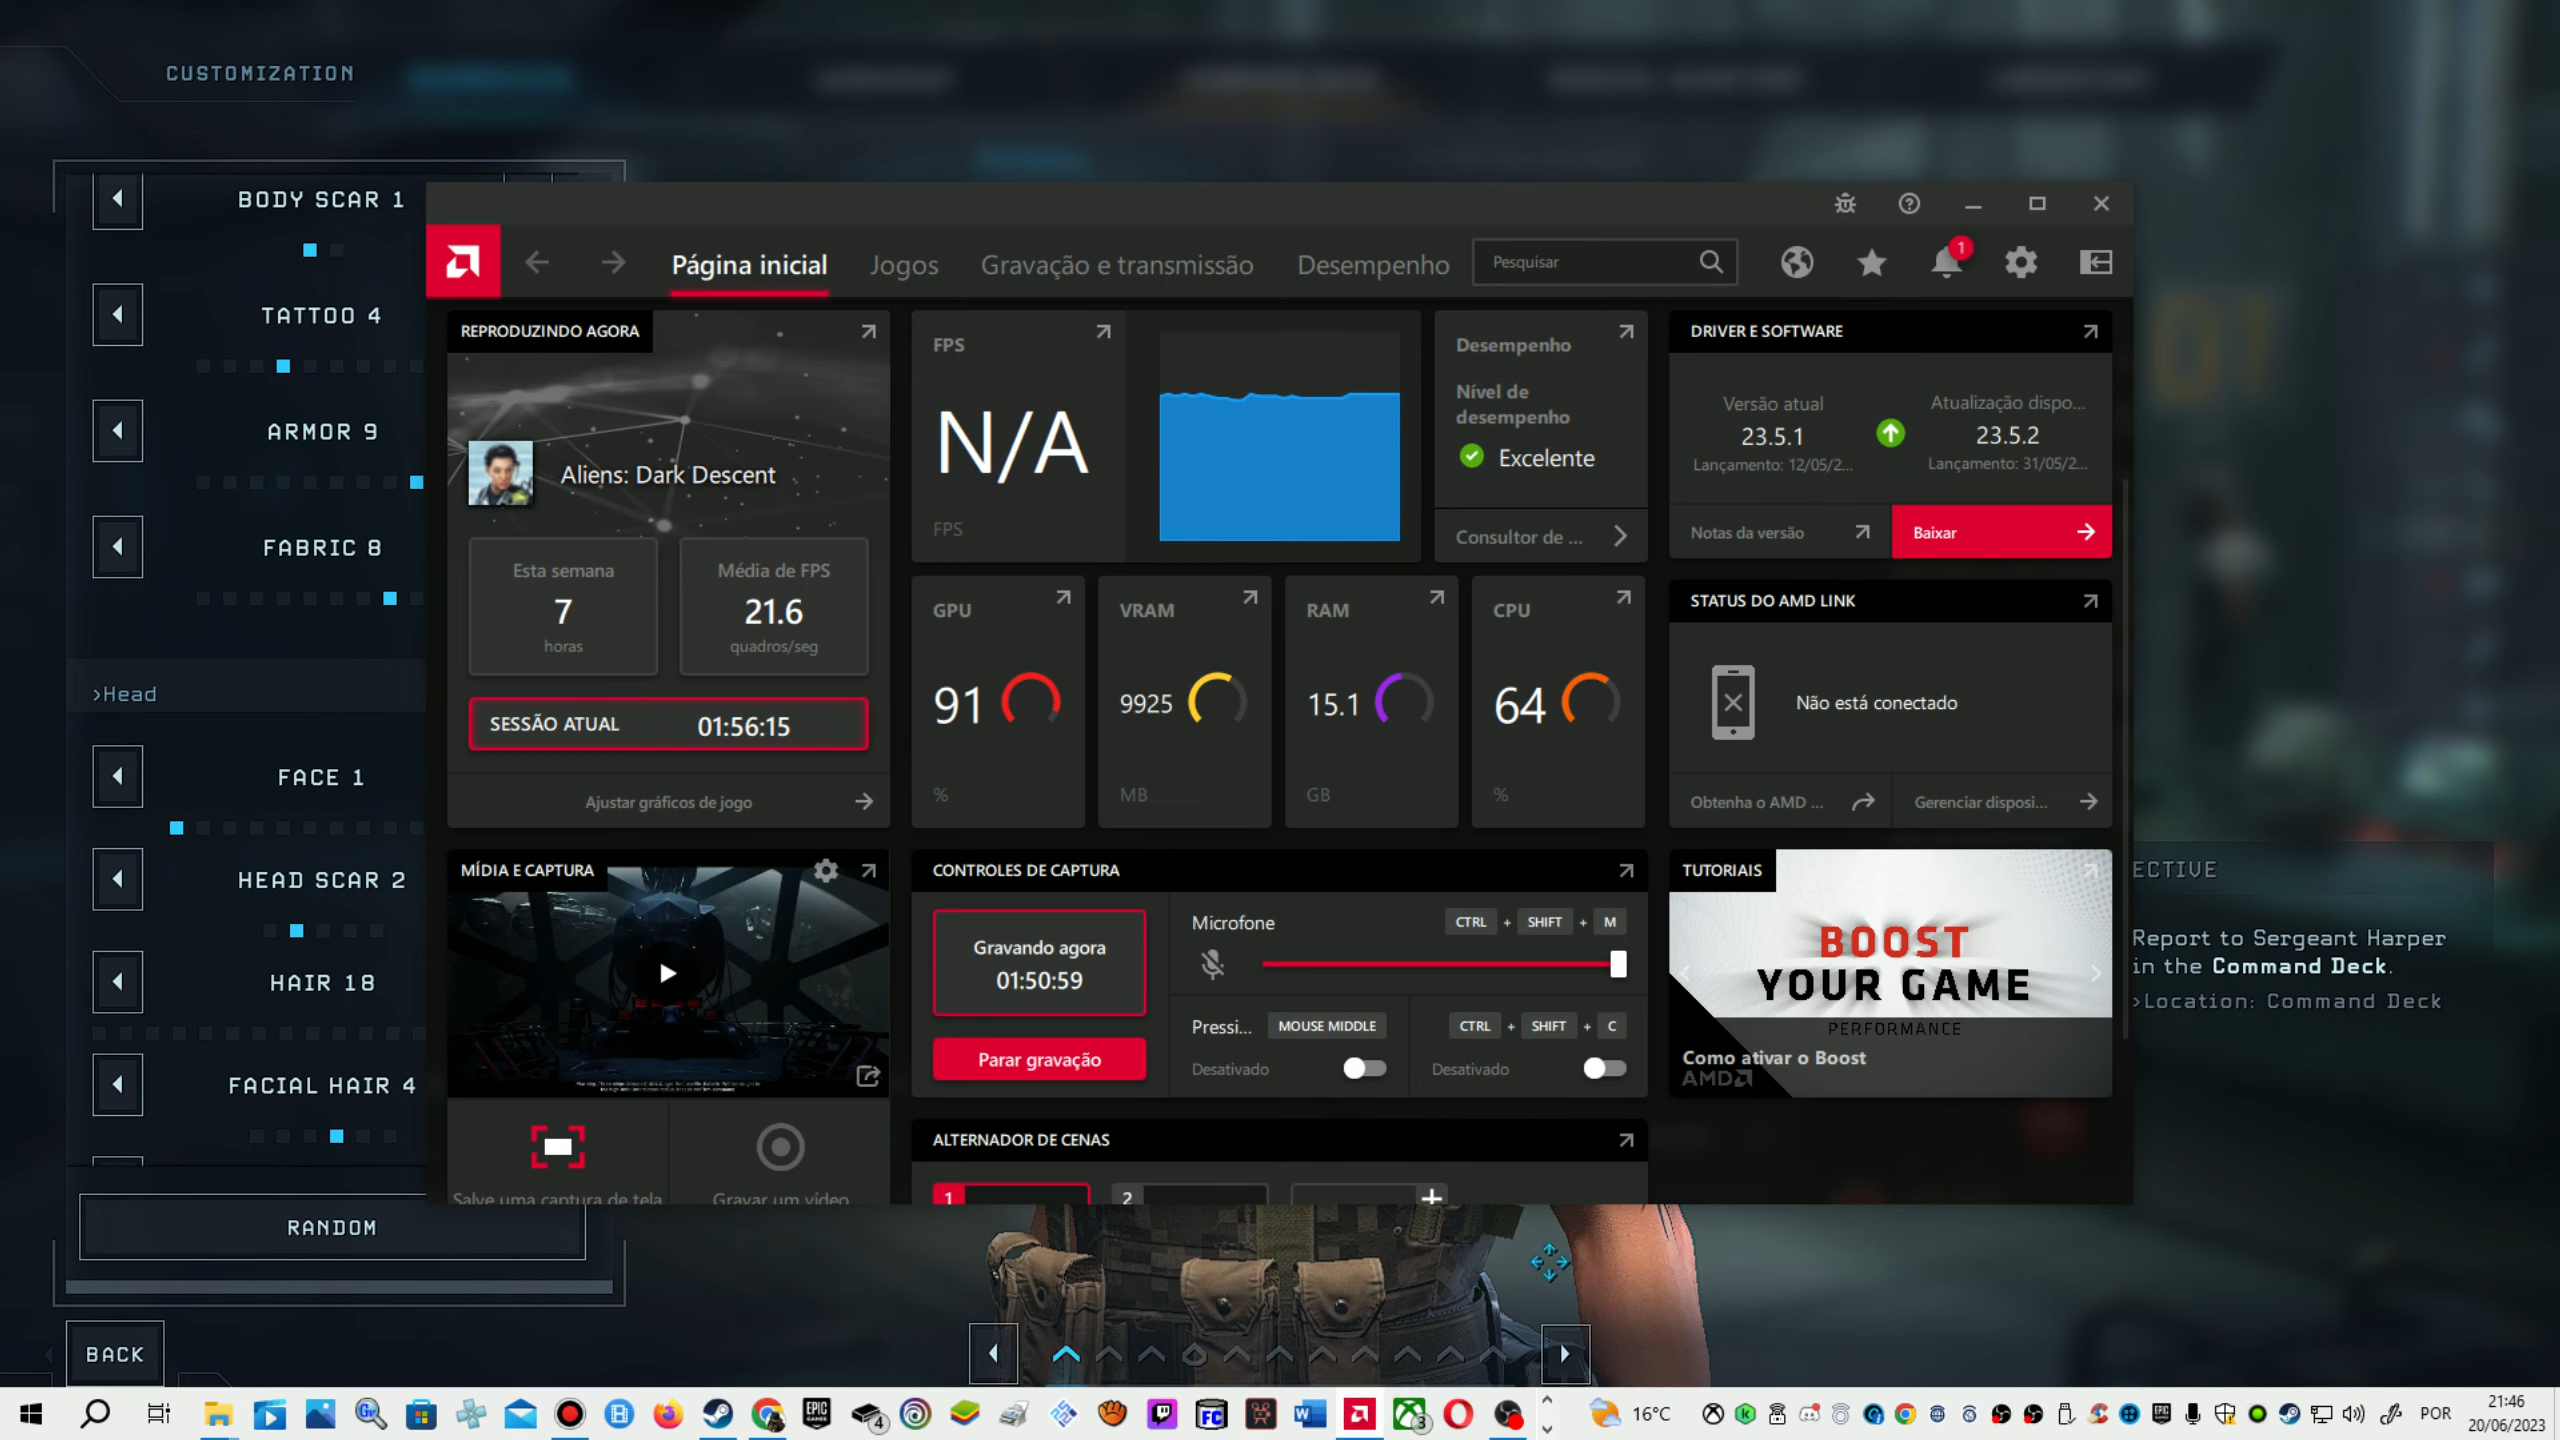 CUSTOMIZATION
BODY SCAR 1
TATTOO 4
ARMOR 9
FABRIC 8
›Head
FACE 1
HEAD SCAR 2
HAIR 18
FACIAL HAIR 4
RANDOM
BACK
Página inicial
Jogos
Gravação e transmissão
Desempenho
Pesquisar
1
REPRODUZINDO AGORA
Aliens: Dark Descent
Esta semana
7
horas
Média de FPS
21.6
quadros/seg
SESSÃO ATUAL 01:56:15
Ajustar gráficos de jogo
FPS
N/A
FPS
Desempenho
Nível de
desempenho
Excelente
Consultor de ...
GPU
91
%
VRAM
9925
MB
RAM
15.1
GB
CPU
64
%
DRIVER E SOFTWARE
Versão atual
23.5.1
Lançamento: 12/05/2...
Atualização dispo...
23.5.2
Lançamento: 31/05/2...
Notas da versão
Baixar
STATUS DO AMD LINK
Não está conectado
Obtenha o AMD ...
Gerenciar disposi...
MÍDIA E CAPTURA
Salve uma captura de tela
Gravar um vídeo
CONTROLES DE CAPTURA
Gravando agora
01:50:59
Parar gravação
Microfone
CTRL + SHIFT + M
Pressi... MOUSE MIDDLE
Desativado
CTRL + SHIFT + C
Desativado
ALTERNADOR DE CENAS
1
2
+
TUTORIAIS
BOOST
YOUR GAME
PERFORMANCE
Como ativar o Boost
AMD
ECTIVE
Report to Sergeant Harper
in the Command Deck.
›Location: Command Deck
EPIC
GAMES
4
FC
W
3
16°C
POR
21:46
20/06/2023